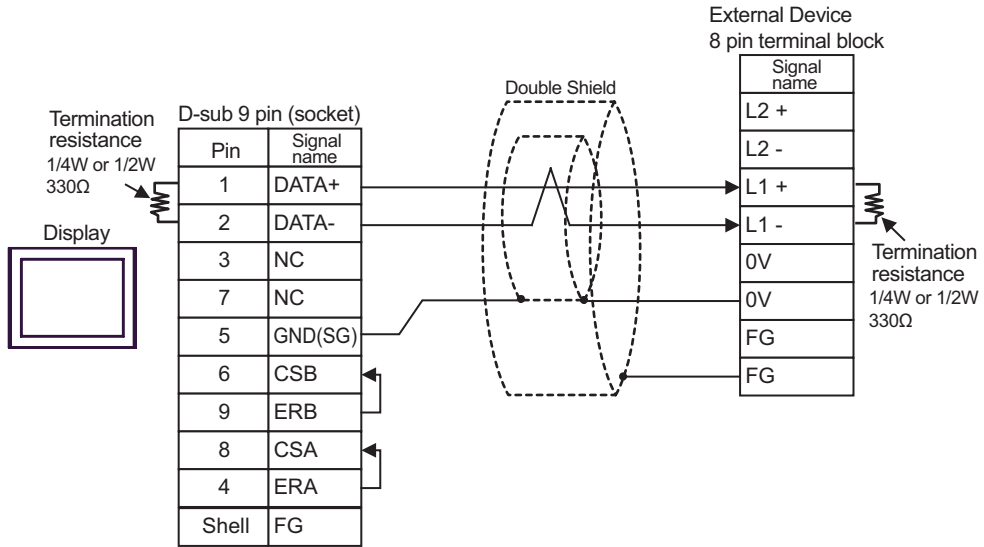 External Device
8 pin terminal block
Signal
name
L2 +
L2 -
L1 +
L1 -
0V
0V
FG
FG
Double Shield
Termination
resistance
1/4W or 1/2W
330Ω
D-sub 9 pin (socket)
Pin Signal
name
1 DATA+
2 DATA-
3 NC
7 NC
5 GND(SG)
6 CSB
9 ERB
8 CSA
4 ERA
Shell FG
Display
Termination
resistance
1/4W or 1/2W
330Ω